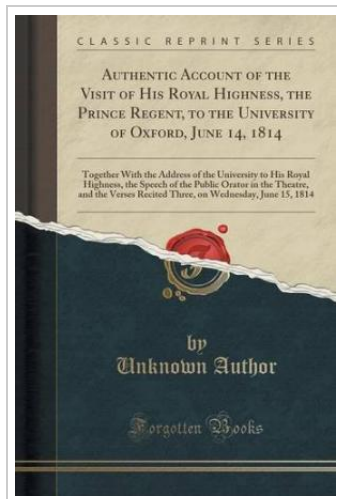 CLASSIC REPRINT SERIES
AUTHENTIC ACCOUNT OF THE
VISIT OF HIS ROYAL HIGHNESS, THE
PRINCE REGENT, TO THE UNIVERSITY
OF OXFORD, JUNE 14, 1814
Together With the Address of the University to His Royal
Highness, the Speech of the Public Orator in the Theatre,
and the Verses Recited Three, on Wednesday, June 15, 1814
F
by
Unknown Author
Forgotten Books